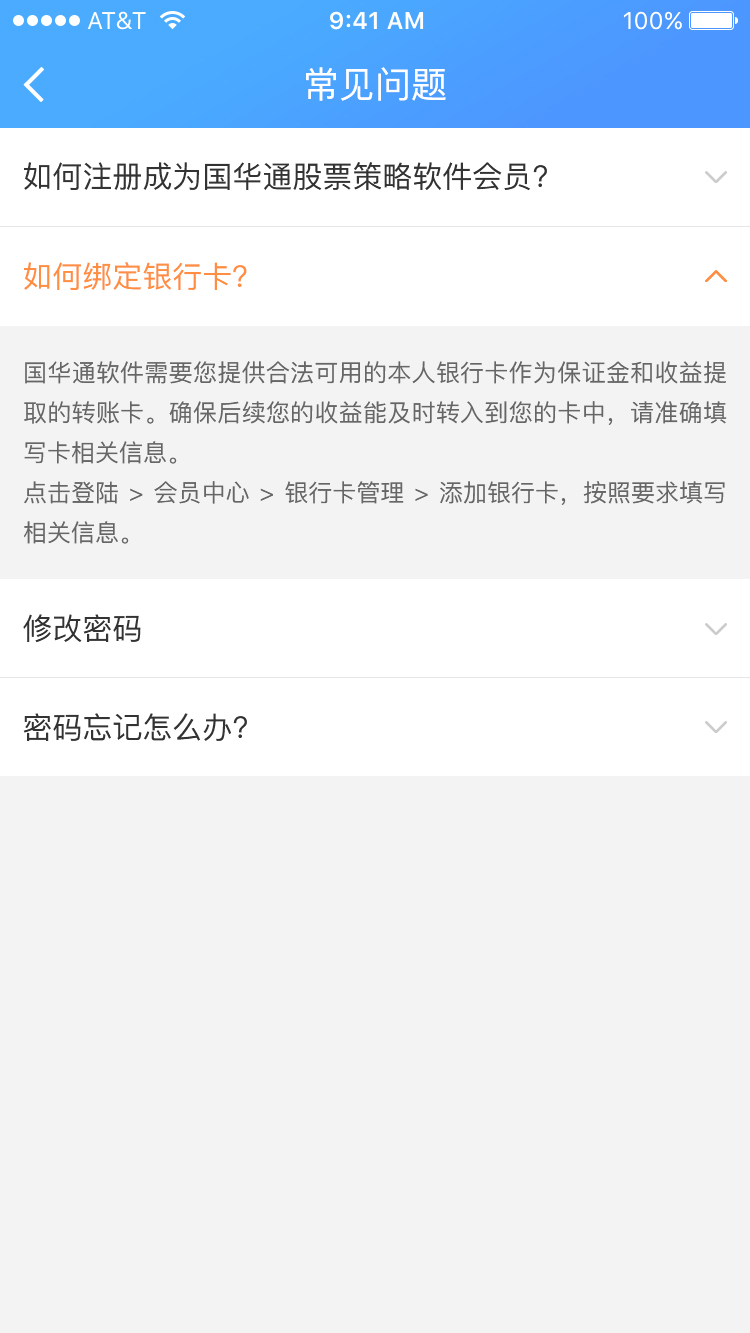 AT&T 9:41 AM 100%
常见问题
如何注册成为国华通股票策略软件会员?
如何绑定银行卡?
国华通软件需要您提供合法可用的本人银行卡作为保证金和收益提
取的转账卡。确保后续您的收益能及时转入到您的卡中，请准确填
写卡相关信息。
点击登陆 > 会员中心 > 银行卡管理 > 添加银行卡，按照要求填写
相关信息。
修改密码
密码忘记怎么办?